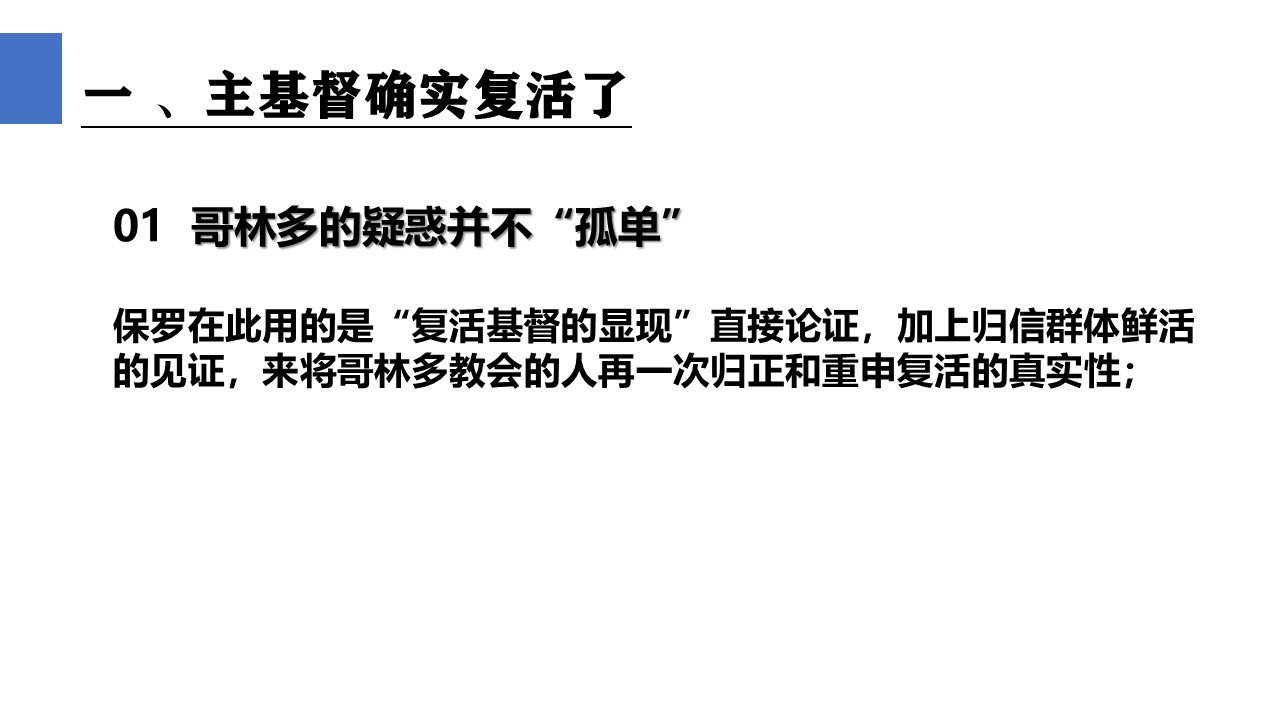 一 、主基督确实复活了
01 哥林多的疑惑并不“孤单”
保罗在此用的是“复活基督的显现”直接论证，加上归信群体鲜活
的见证，来将哥林多教会的人再一次归正和重申复活的真实性；